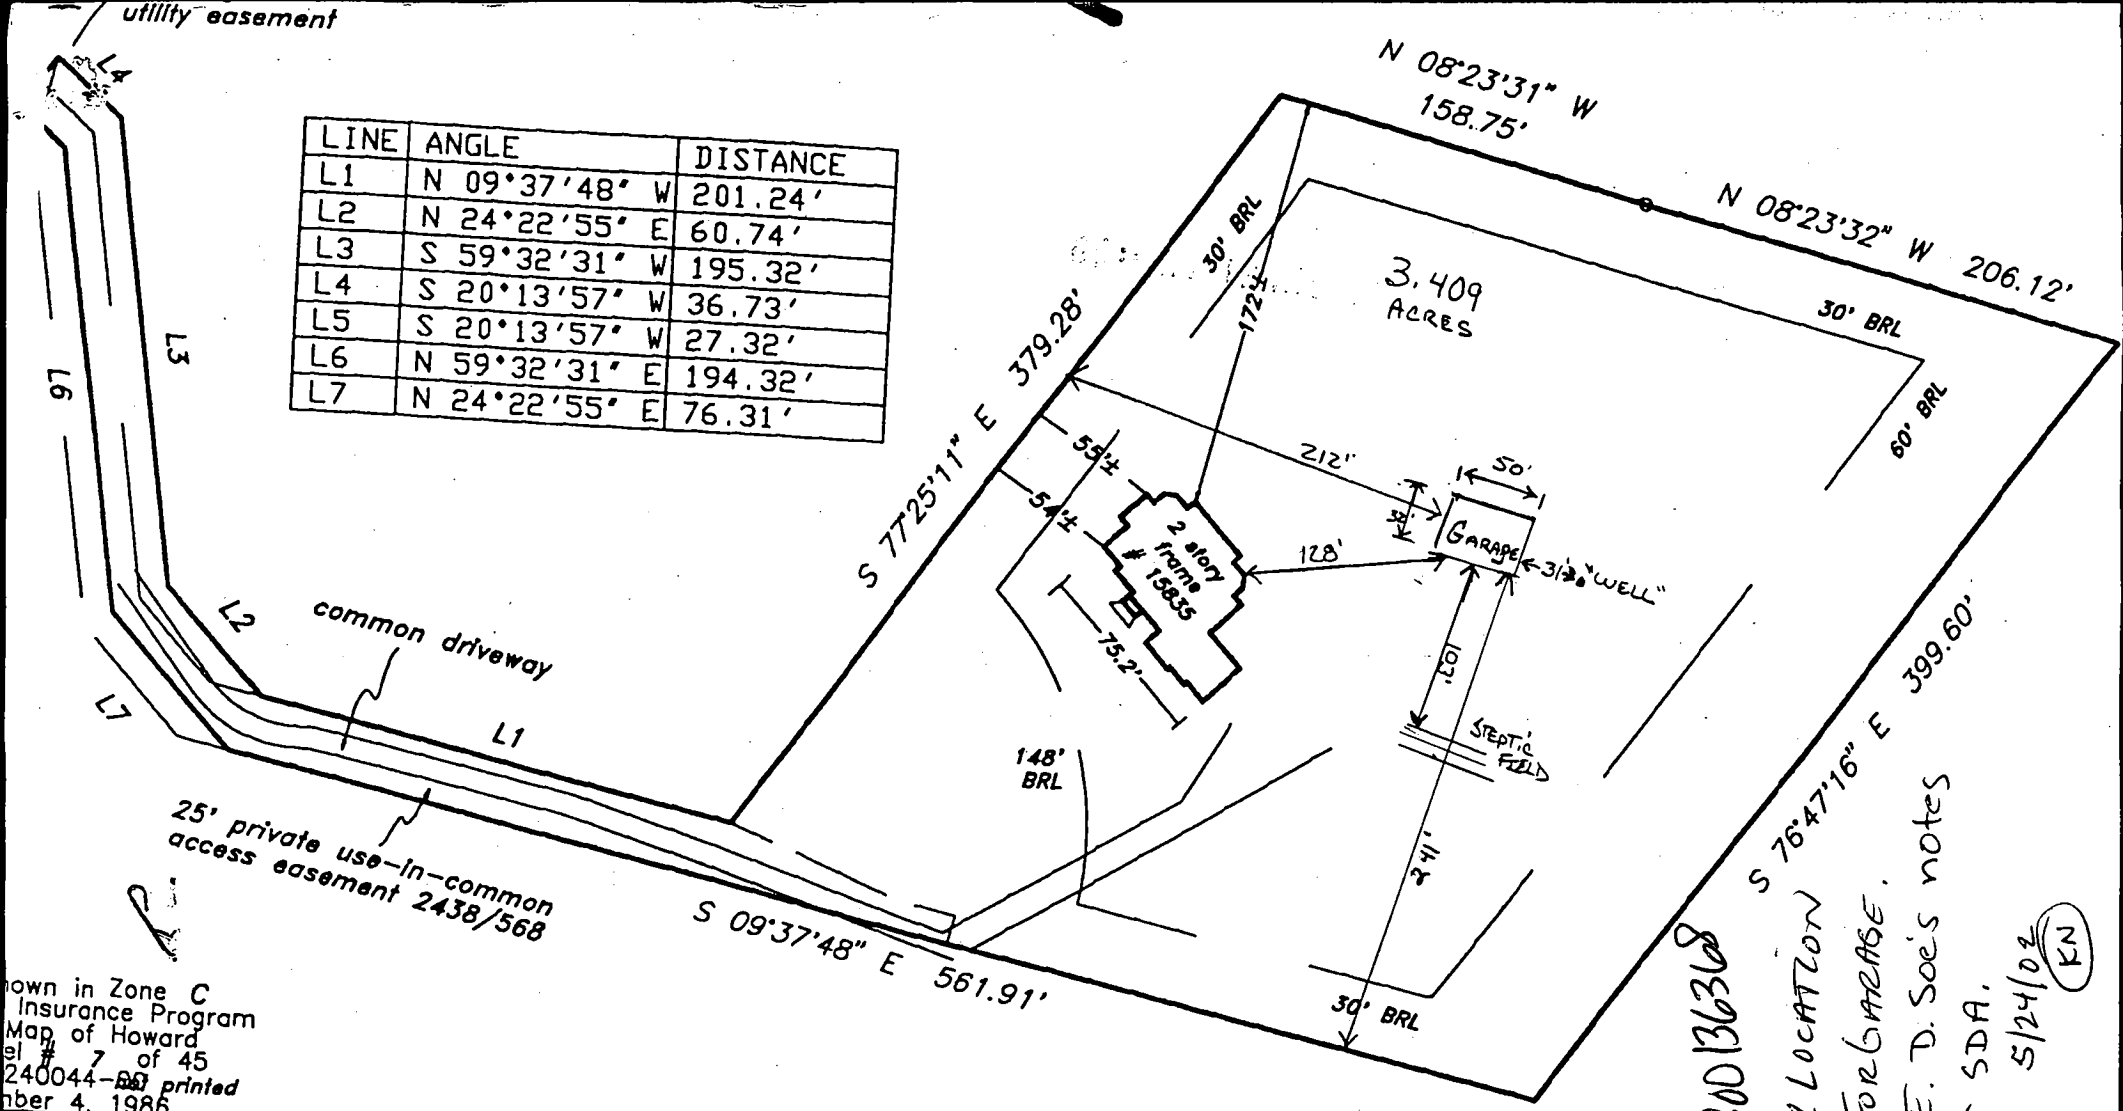 utility easement
L4
LINE ANGLE DISTANCE
L1 N 09°37'48" W 201.24'
L2 N 24°22'55" E 60.74'
L3 S 59°32'31" W 195.32'
L4 S 20°13'57" W 36.73'
L5 S 20°13'57" W 27.32'
L6 N 59°32'31" E 194.32'
L7 N 24°22'55" E 76.31'
N 08°23'31" W
158.75'
N 08°23'32" W 206.12'
30' BRL
172'±
3.409
ACRES
30' BRL
60' BRL
L3
L6
S 77°25'11" E 379.28'
55'±
54'±
212'
50'
GARAGE
2 story
frame
# 15835
128'
"WELL"
75.2'
103'
STEPTIC
FIELD
241'
148'
BRL
30' BRL
S 76°47'16" E 399.60'
L2
L7
common driveway
L1
25' private use-in-common
access easement 2438/568
S 09°37'48" E 561.91'
own in Zone C
Insurance Program
Map of Howard
el # 7 of 45
240044- not printed
ber 4, 1986
00136368
LOCATION
FOR GARAGE.
E. D. Soe's notes
SDA.
5/24/02
KN